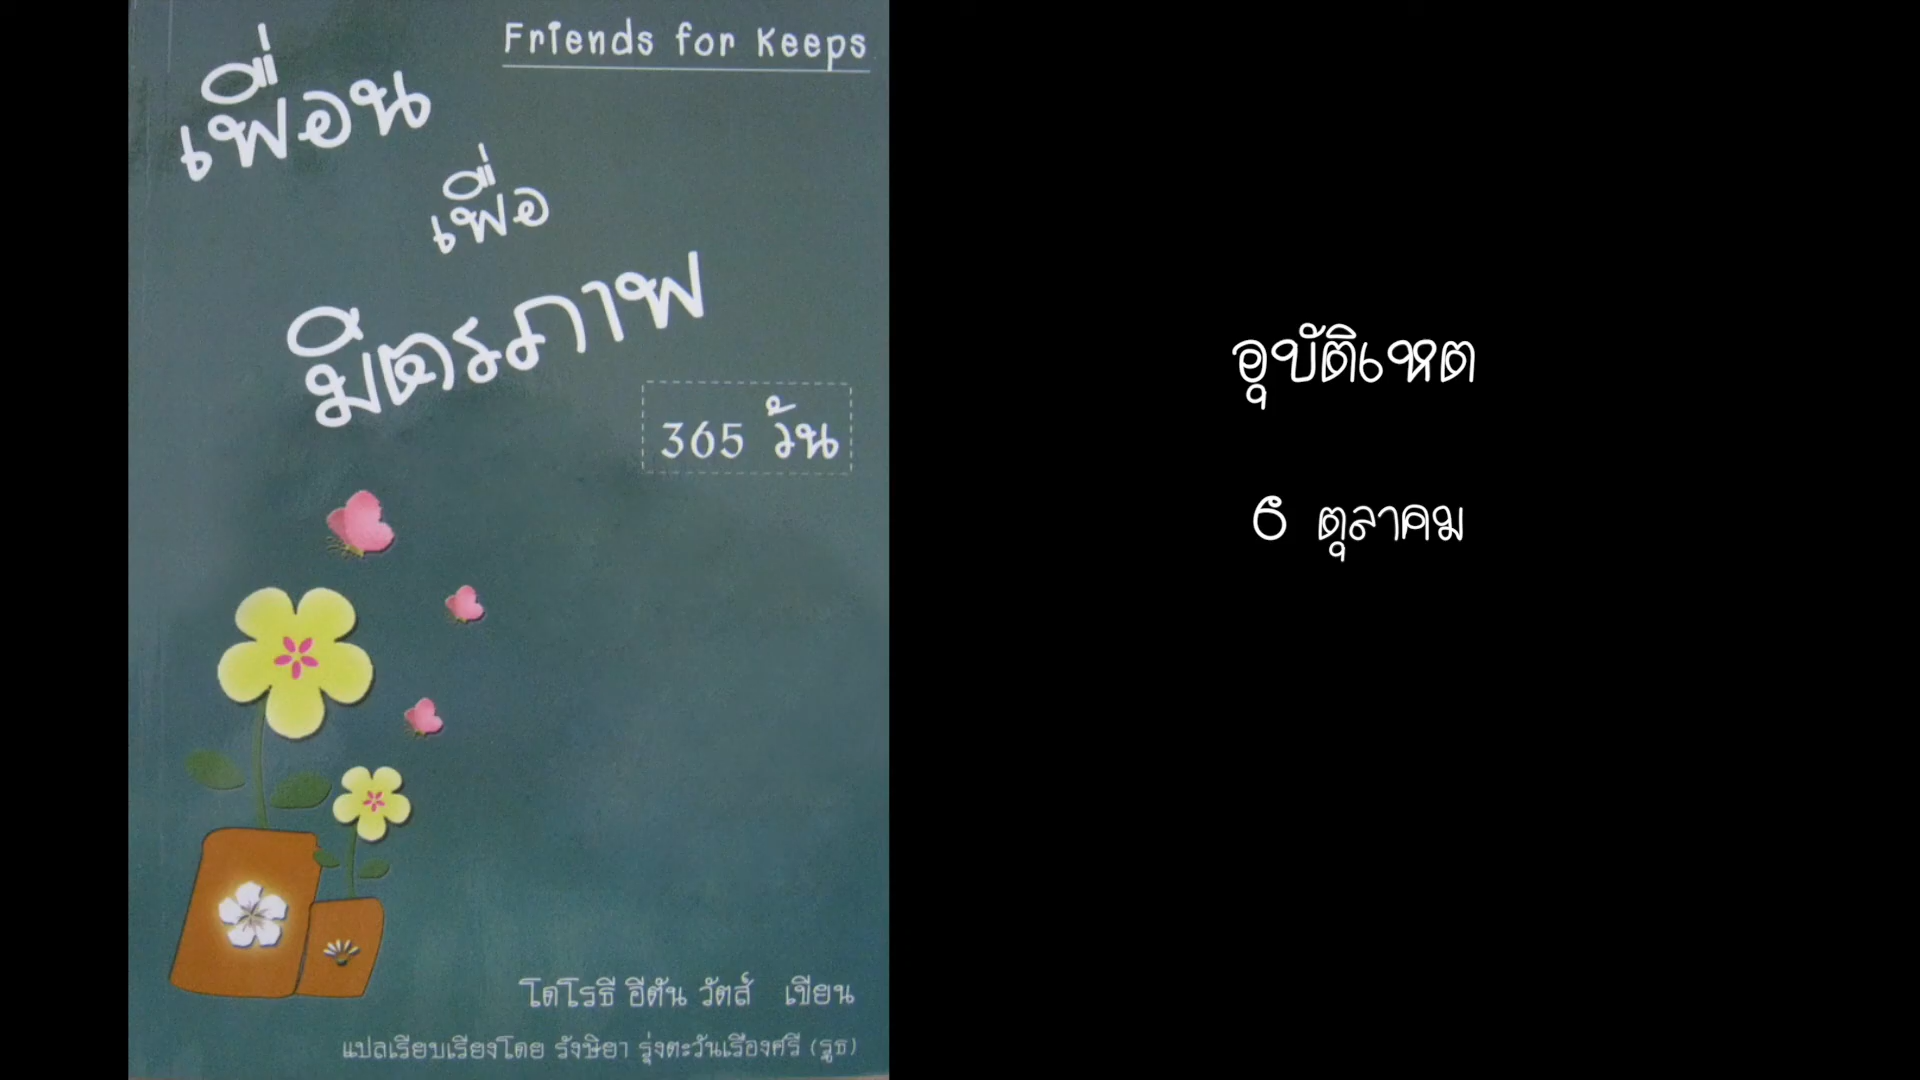 Friends for Keeps
เพื่อน
เพื่อ
มิตรภาพ
365 วัน
โดโรธี อีตัน วัตส์ เขียน
แปลเรียบเรียงโดย รังษิยา รุ่งตะวันเรืองศรี (รูธ)
อุบัติเหต
6 ตุลาคม